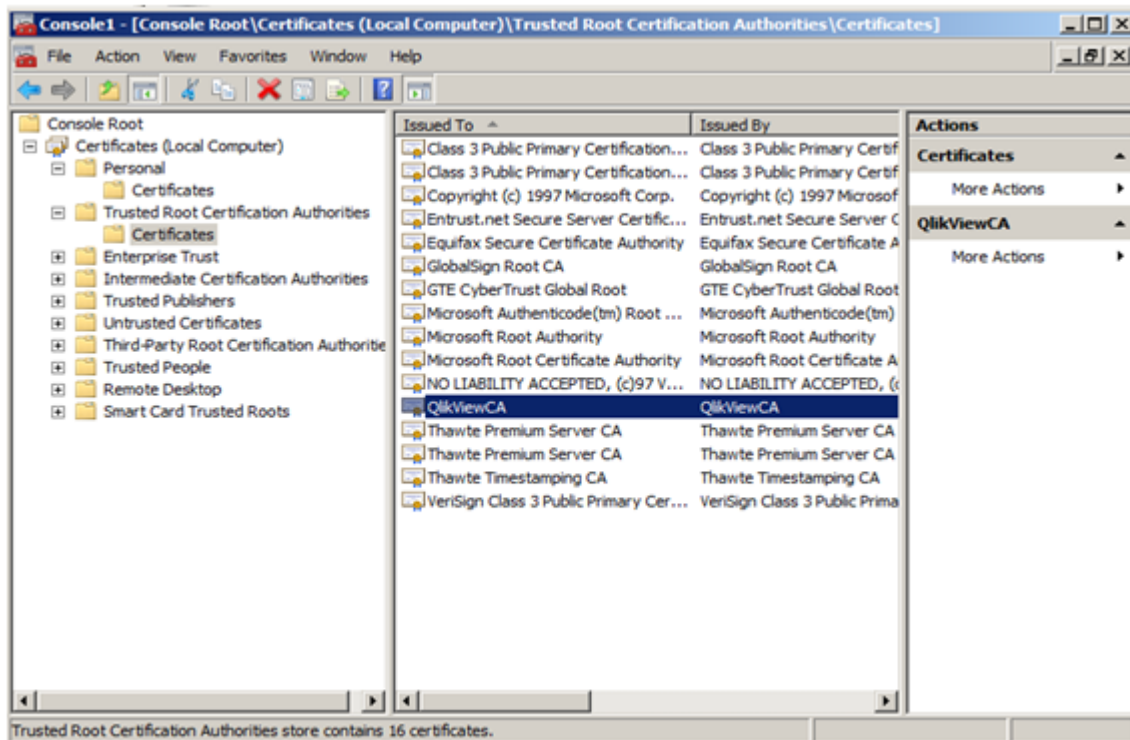 Console1 - [Console Root\Certificates (Local Computer)\Trusted Root Certification Authorities\Certificates]
File Action View Favorites Window Help
Console Root
Certificates (Local Computer)
Personal
Certificates
Trusted Root Certification Authorities
Certificates
Enterprise Trust
Intermediate Certification Authorities
Trusted Publishers
Untrusted Certificates
Third-Party Root Certification Authoritie
Trusted People
Remote Desktop
Smart Card Trusted Roots
Issued To Issued By
Class 3 Public Primary Certification... Class 3 Public Primary Certif
Class 3 Public Primary Certification... Class 3 Public Primary Certif
Copyright (c) 1997 Microsoft Corp. Copyright (c) 1997 Microsof
Entrust.net Secure Server Certific... Entrust.net Secure Server C
Equifax Secure Certificate Authority Equifax Secure Certificate A
GlobalSign Root CA GlobalSign Root CA
GTE CyberTrust Global Root GTE CyberTrust Global Root
Microsoft Authenticode(tm) Root ... Microsoft Authenticode(tm)
Microsoft Root Authority Microsoft Root Authority
Microsoft Root Certificate Authority Microsoft Root Certificate A
NO LIABILITY ACCEPTED, (c)97 V... NO LIABILITY ACCEPTED, (c
QlikViewCA QlikViewCA
Thawte Premium Server CA Thawte Premium Server CA
Thawte Premium Server CA Thawte Premium Server CA
Thawte Timestamping CA Thawte Timestamping CA
VeriSign Class 3 Public Primary Cer... VeriSign Class 3 Public Prima
Actions
Certificates
More Actions
QlikViewCA
More Actions
Trusted Root Certification Authorities store contains 16 certificates.